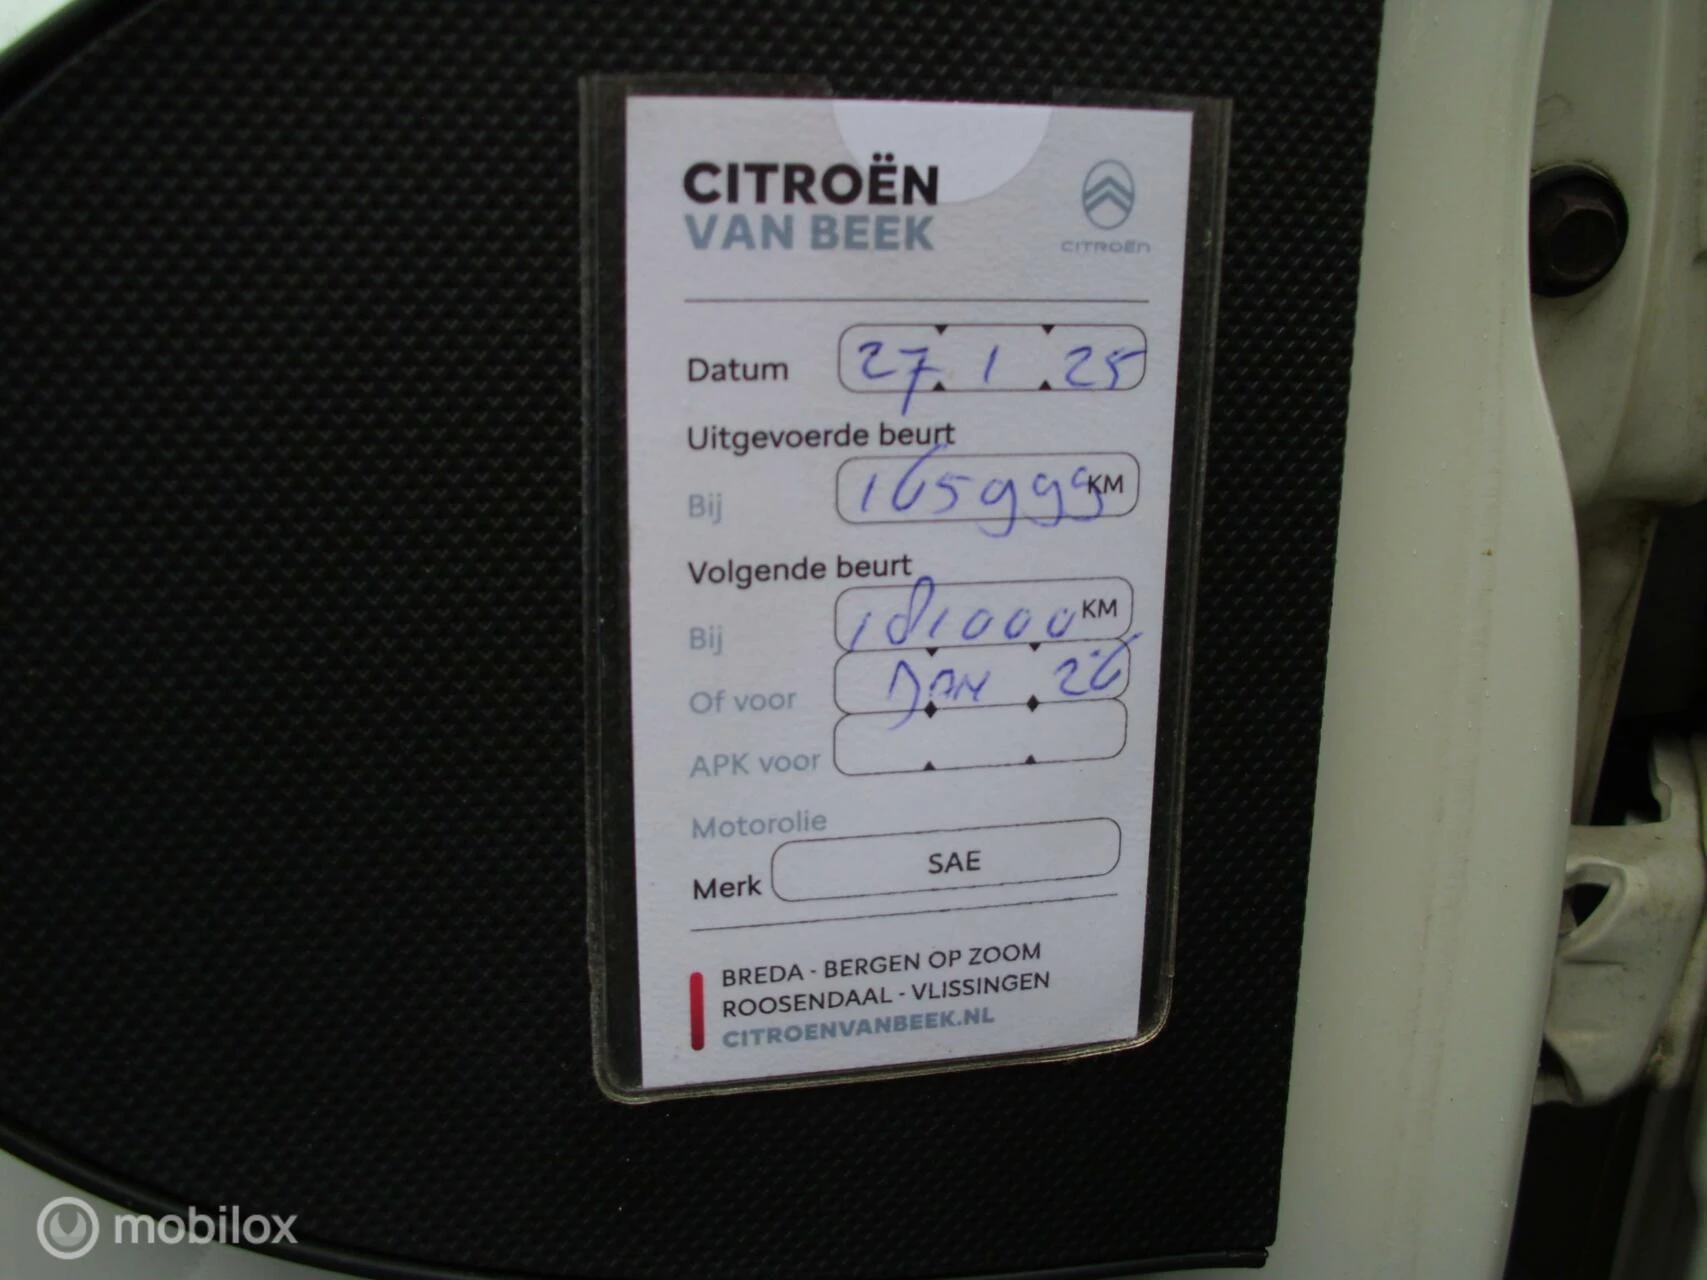 CITROËN
VAN BEEK
CITROËN
Datum 27 1 25
Uitgevoerde beurt
Bij 165999 KM
Volgende beurt
Bij 181000 KM
Of voor JAN 26
APK voor
Motorolie
Merk SAE
BREDA - BERGEN OP ZOOM
ROOSENDAAL - VLISSINGEN
CITROENVANBEEK.NL
mobilox